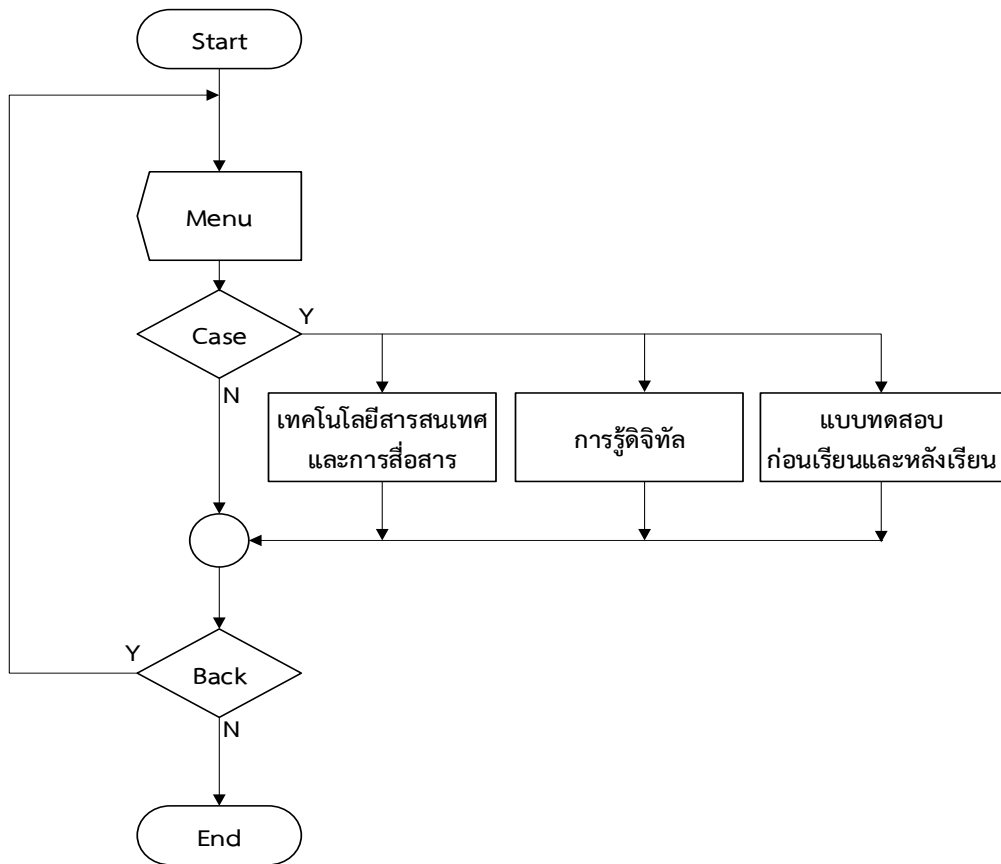 Start
Menu
Case
Y
N
เทคโนโลยีสารสนเทศ
และการสื่อสาร
การรู้ดิจิทัล
แบบทดสอบ
ก่อนเรียนและหลังเรียน
Back
Y
N
End